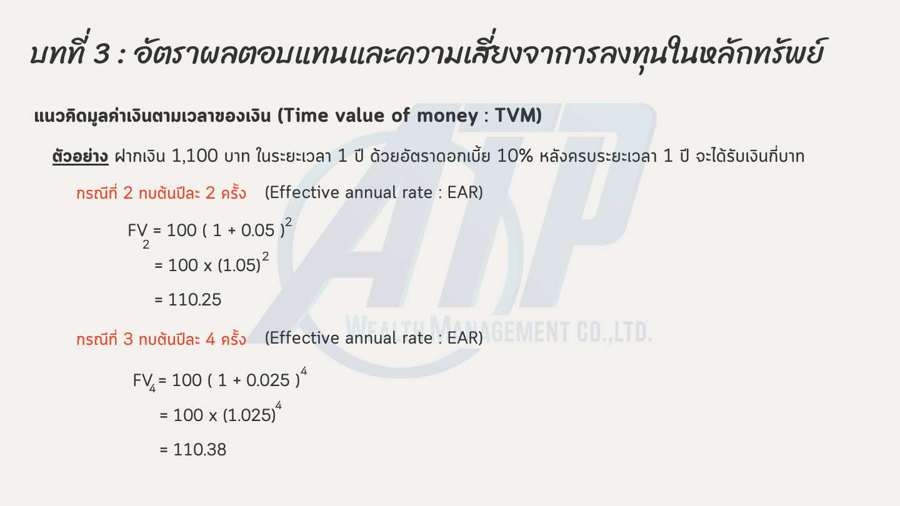 บทที่ 3 : อัตราผลตอบแทนและความเสี่ยงจาการลงทุนในหลักทรัพย์
แนวคิดมูลค่าเงินตามเวลาของเงิน (Time value of money : TVM)
ตัวอย่าง ฝากเงิน 1,100 บาท ในระยะเวลา 1 ปี ด้วยอัตราดอกเบี้ย 10% หลังครบระยะเวลา 1 ปี จะได้รับเงินกี่บาท
กรณีที่ 2 ทบต้นปีละ 2 ครั้ง (Effective annual rate : EAR)
FV₂ = 100 ( 1 + 0.05 )²
= 100 x (1.05)²
= 110.25
กรณีที่ 3 ทบต้นปีละ 4 ครั้ง (Effective annual rate : EAR)
FV₄ = 100 ( 1 + 0.025 )⁴
= 100 x (1.025)⁴
= 110.38
ATP
WEALTH MANAGEMENT CO.,LTD.